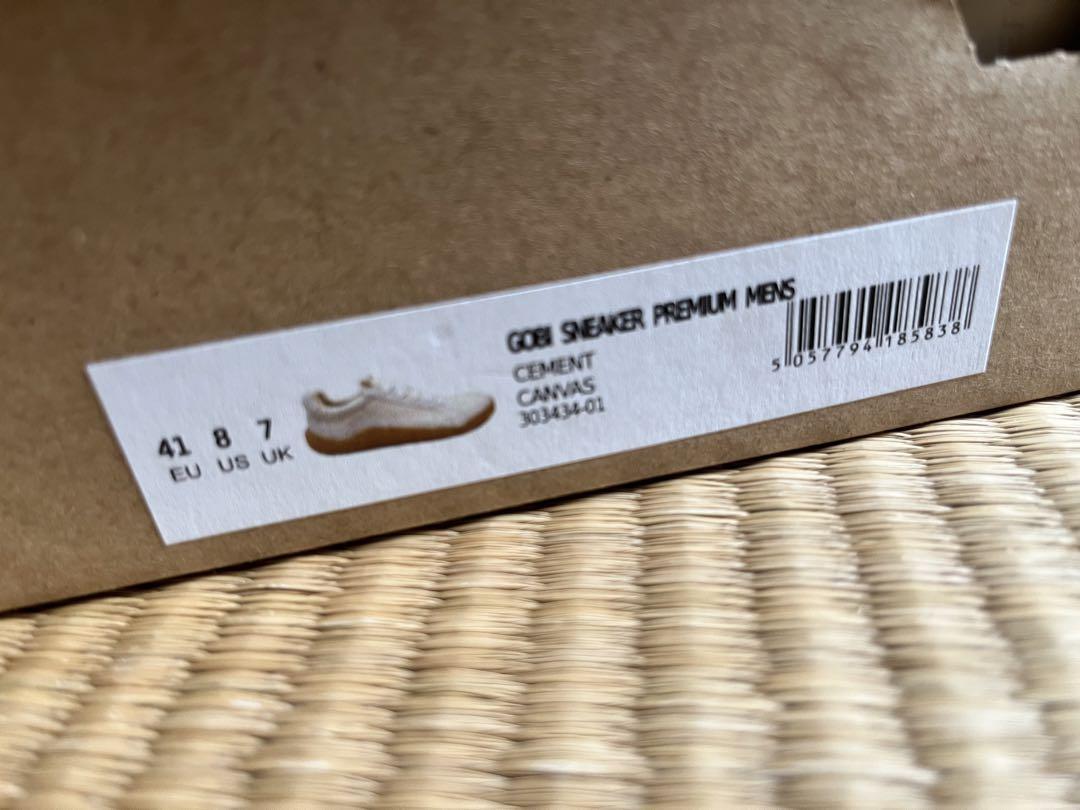 41 8 7
EU US UK
GOBI SNEAKER PREMIUM MENS
CEMENT
CANVAS
303434-01
5 057794 185838